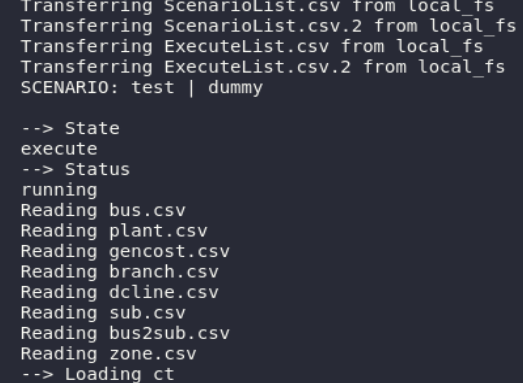 Transferring ScenarioList.csv from local_fs
Transferring ScenarioList.csv.2 from local_fs
Transferring ExecuteList.csv from local_fs
Transferring ExecuteList.csv.2 from local_fs
SCENARIO: test | dummy
--> State
execute
--> Status
running
Reading bus.csv
Reading plant.csv
Reading gencost.csv
Reading branch.csv
Reading dcline.csv
Reading sub.csv
Reading bus2sub.csv
Reading zone.csv
--> Loading ct